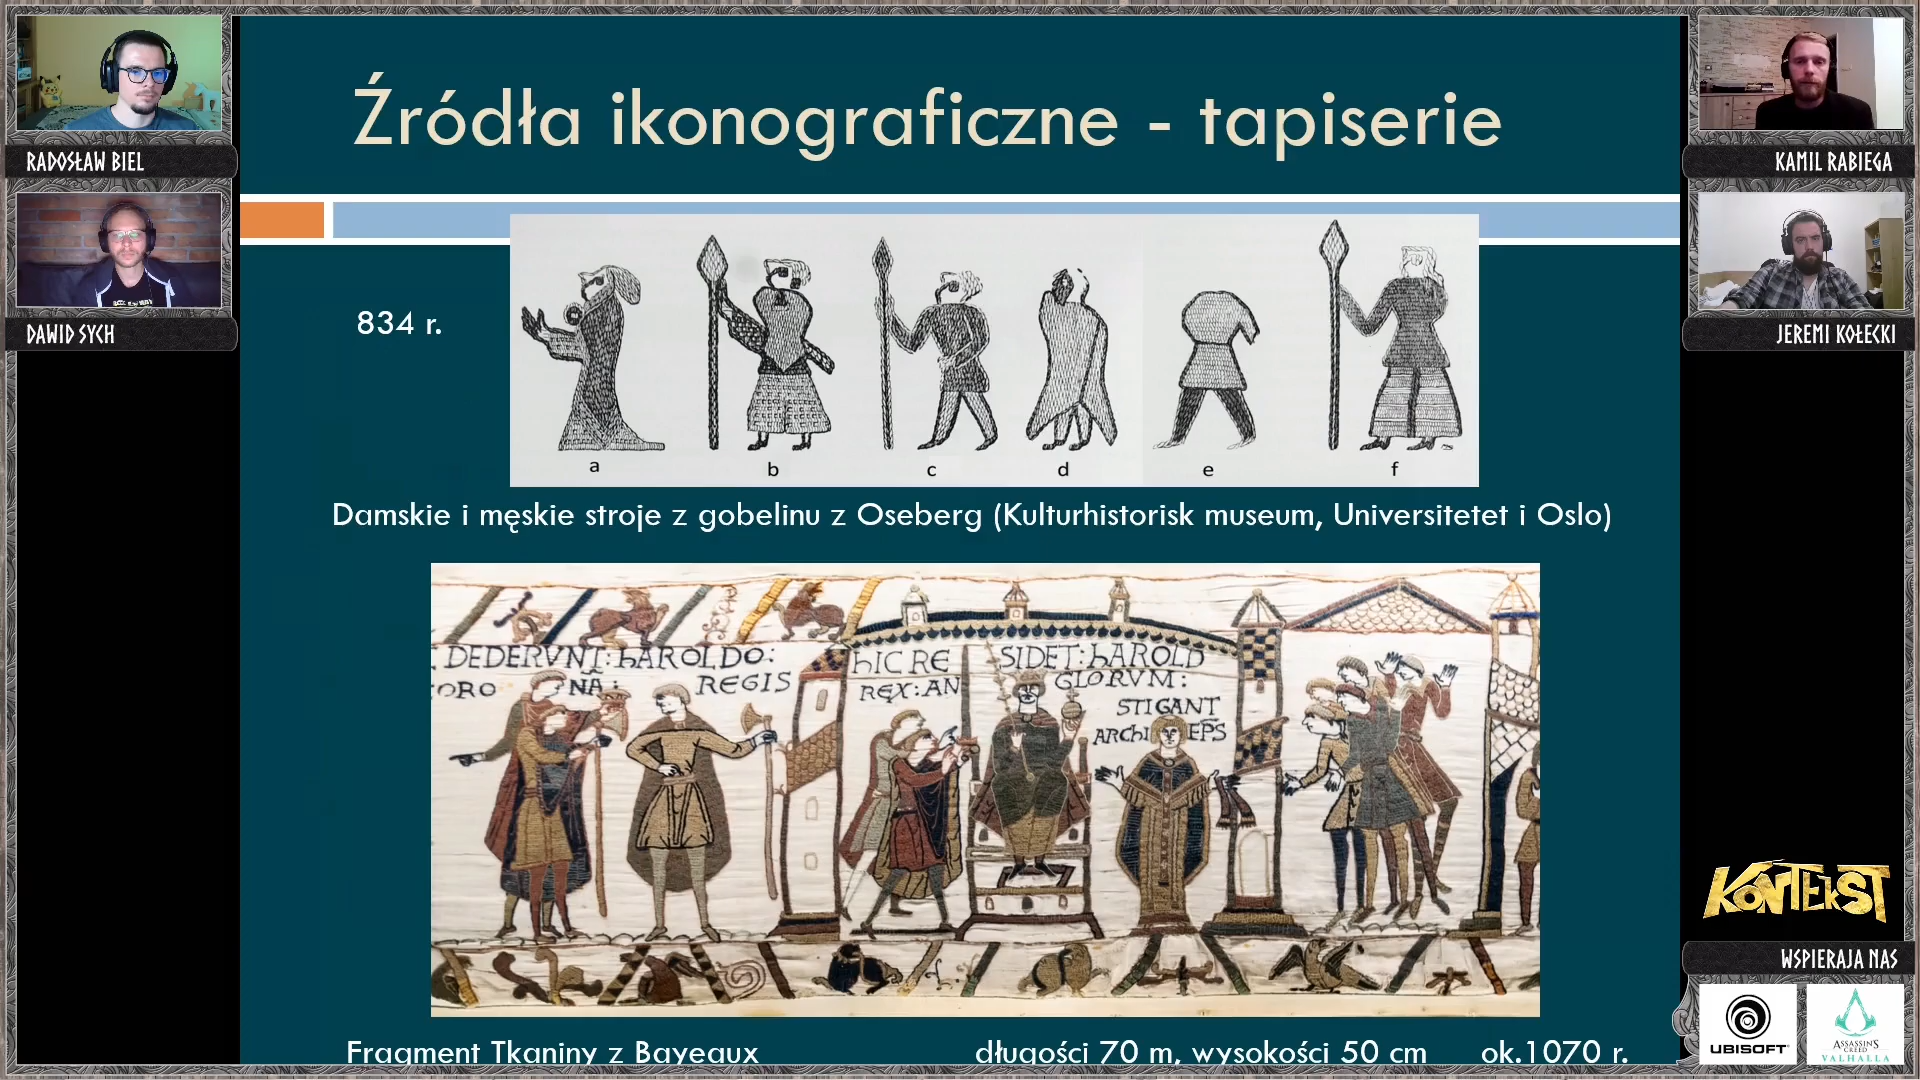 Źródła ikonograficzne - tapiserie
RADOSŁAW BIEL
DAWID SYCH
KAMIL RABIEGA
JEREMI KOŁECKI
834 r.
a b c d e f
Damskie i męskie stroje z gobelinu z Oseberg (Kulturhistorisk museum, Universitetet i Oslo)
DEDERVNT: hAROLDO:
ORO NA: REGIS
hIC RE SIDET: hAROLD
REX: AN GLORVM:
STIGANT
ARChI EPS
Fragment Tkaniny z Bayeaux długości 70 m, wysokości 50 cm ok.1070 r.
KONTEKST
WSPIERAJA NAS
UBISOFT
ASSASSIN'S
CREED
VALHALLA